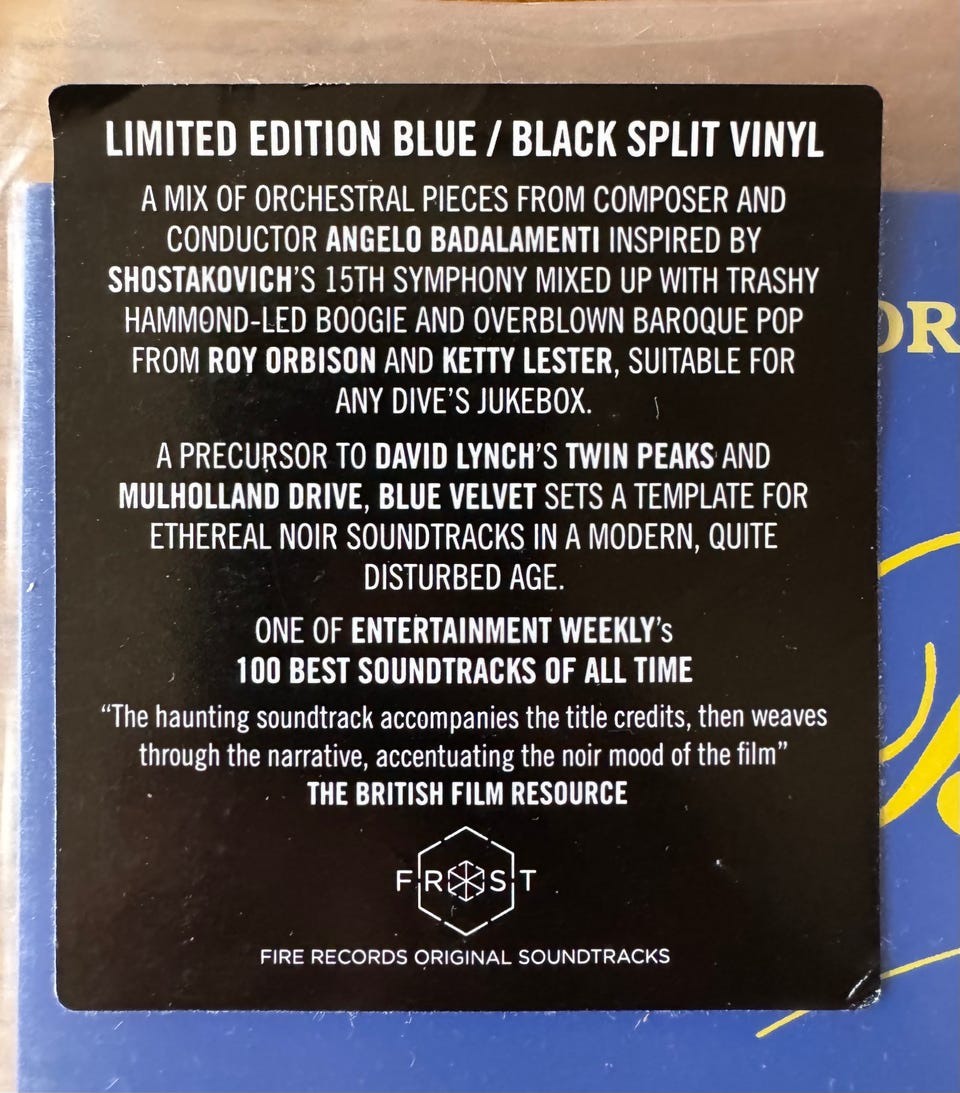 LIMITED EDITION BLUE / BLACK SPLIT VINYL
A MIX OF ORCHESTRAL PIECES FROM COMPOSER AND
CONDUCTOR ANGELO BADALAMENTI INSPIRED BY
SHOSTAKOVICH'S 15TH SYMPHONY MIXED UP WITH TRASHY
HAMMOND-LED BOOGIE AND OVERBLOWN BAROQUE POP
FROM ROY ORBISON AND KETTY LESTER, SUITABLE FOR
ANY DIVE'S JUKEBOX.
A PRECURSOR TO DAVID LYNCH'S TWIN PEAKS AND
MULHOLLAND DRIVE, BLUE VELVET SETS A TEMPLATE FOR
ETHEREAL NOIR SOUNDTRACKS IN A MODERN, QUITE
DISTURBED AGE.
ONE OF ENTERTAINMENT WEEKLY's
100 BEST SOUNDTRACKS OF ALL TIME
“The haunting soundtrack accompanies the title credits, then weaves
through the narrative, accentuating the noir mood of the film”
THE BRITISH FILM RESOURCE
FROST
FIRE RECORDS ORIGINAL SOUNDTRACKS
OR